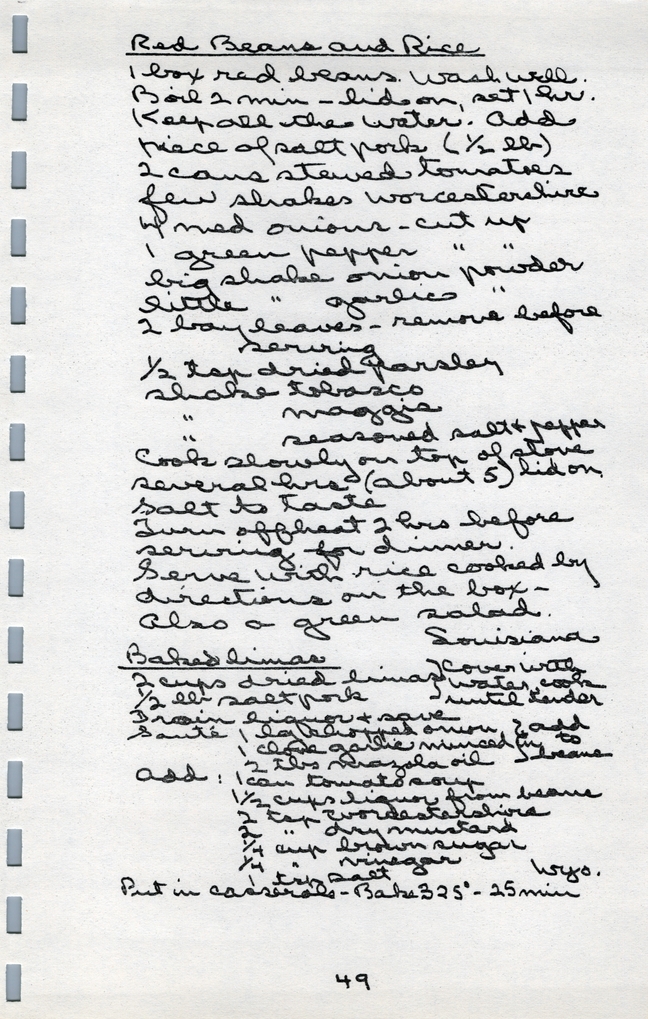 Red Beans and Rice
1 box red beans. Wash well.
Boil 2 min - lid on, set 1 hr.
Keep all the water. Add
piece of salt pork (1/2 lb)
2 cans stewed tomatoes
few shakes worcestershire
4 med onions - cut up
1 green pepper " "
big shake onion powder
little " garlic "
2 bay leaves - remove before
serving
1/2 tsp dried parsley
shake tobasco
" maggie
" seasoned salt + pepper
Cook slowly on top of stove
several hrs (about 5) lid on.
Salt to taste
Turn off heat 2 hrs before
serving for dinner.
Serve with rice cooked by
directions on the box -
Also a green salad.
Louisiana
Baked limas
2 cups dried limas } Cover with
1/2 lb salt pork } water, cook
until tender
Drain liquor + save
Sauté 1 lg chopped onion } add
1 clove garlic minced in } to
2 tbs mazola oil } beans
Add: 1 can tomato soup
1 1/2 cups liquor from beans
2 tsp worcestershire
2 " dry mustard
1/4 cup brown sugar
1/4 " vinegar
1 tsp salt Wyo.
Put in casserole - Bake 325° - 25 min
49